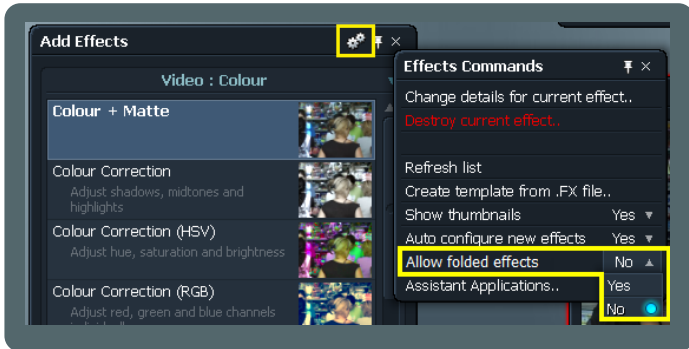 Add Effects
Video : Colour
Colour + Matte
Colour Correction
Adjust shadows, midtones and
highlights
Colour Correction (HSV)
Adjust hue, saturation and brightness
Colour Correction (RGB)
Adjust red, green and blue channels
Effects Commands
Change details for current effect..
Destroy current effect..
Refresh list
Create template from .FX file..
Show thumbnails Yes
Auto configure new effects Yes
Allow folded effects No
Assistant Applications..
Yes
No